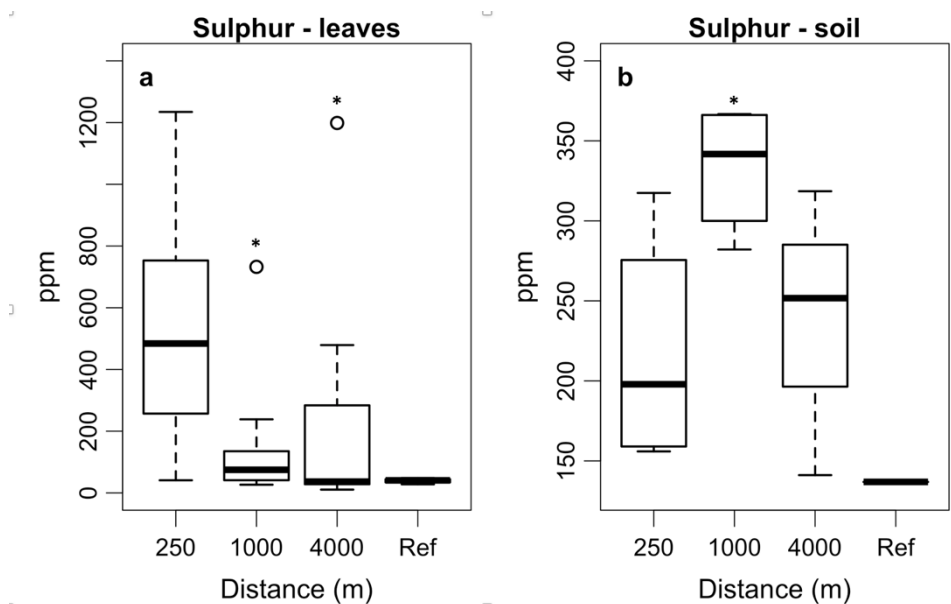 Sulphur - leaves
a
*
*
ppm
0
200
400
600
800
1200
250 1000 4000 Ref
Distance (m)
Sulphur - soil
b
*
ppm
150
200
250
300
350
400
250 1000 4000 Ref
Distance (m)